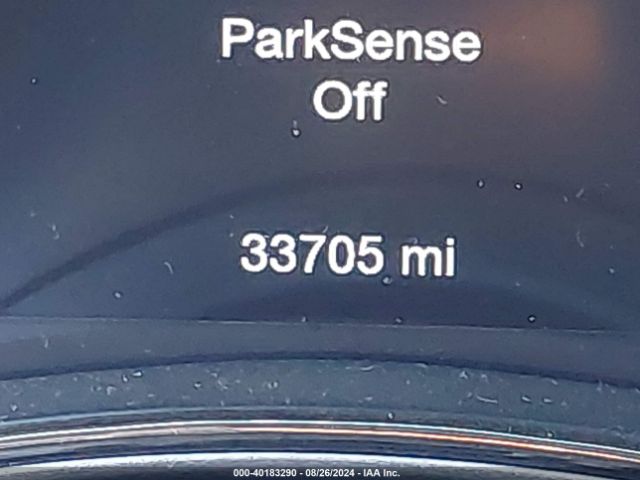 ParkSense
Off
33705 mi
000-40183290 - 08/26/2024 - IAA Inc.